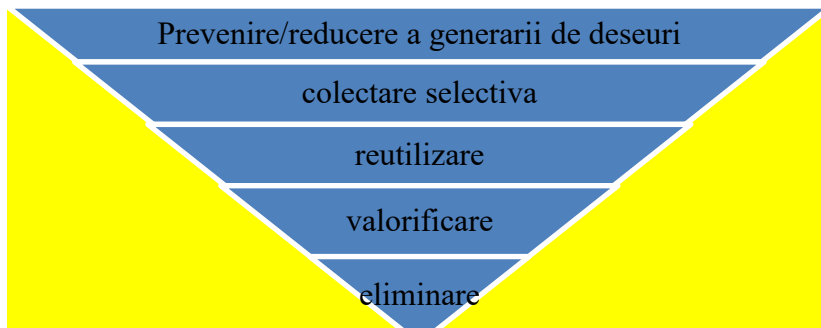 Prevenire/reducere a generarii de deseuri
colectare selectiva
reutilizare
valorificare
eliminare